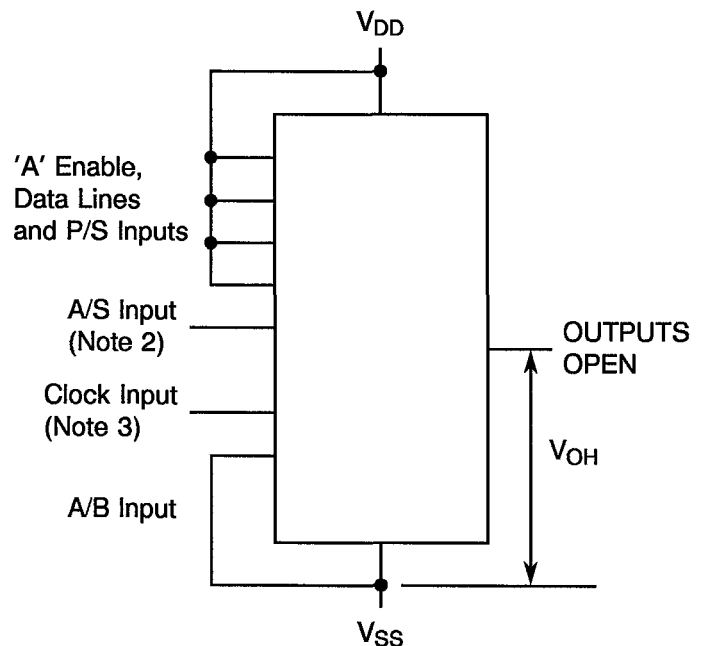 VDD
'A' Enable,
Data Lines
and P/S Inputs
A/S Input
(Note 2)
OUTPUTS
OPEN
Clock Input
(Note 3)
VOH
A/B Input
VSS